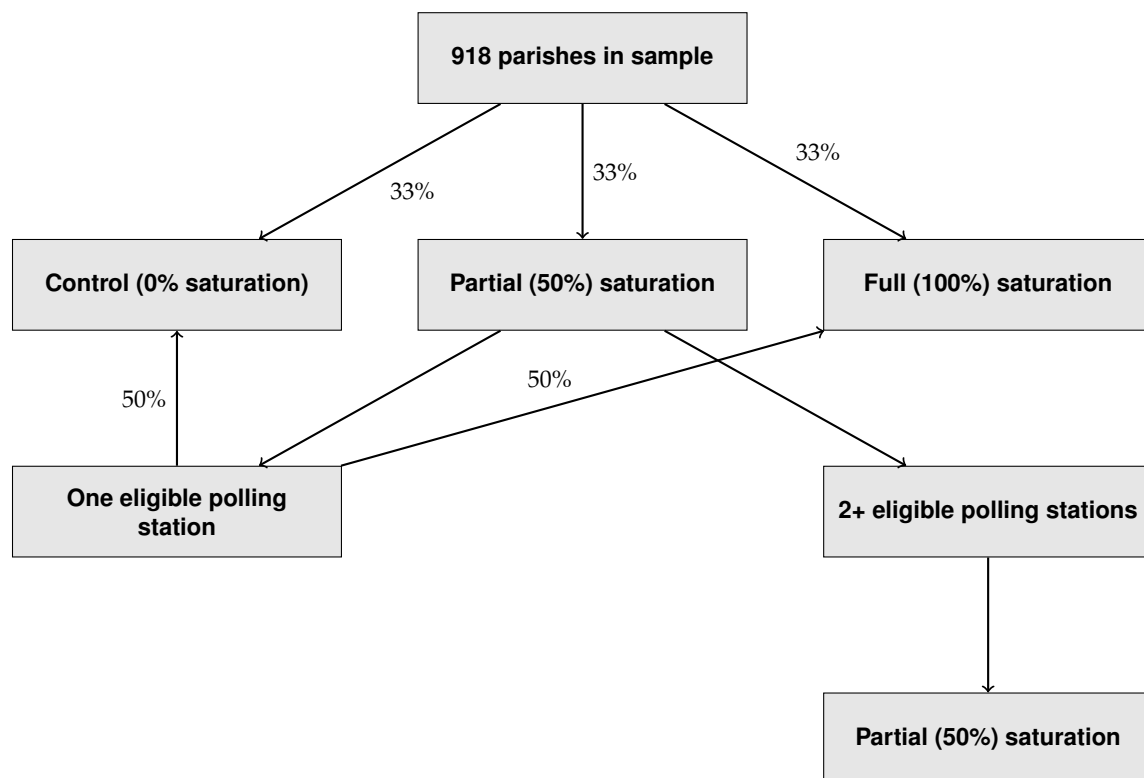 918 parishes in sample
33%
33%
33%
Control (0% saturation)
Partial (50%) saturation
Full (100%) saturation
50%
50%
One eligible polling
station
2+ eligible polling stations
Partial (50%) saturation